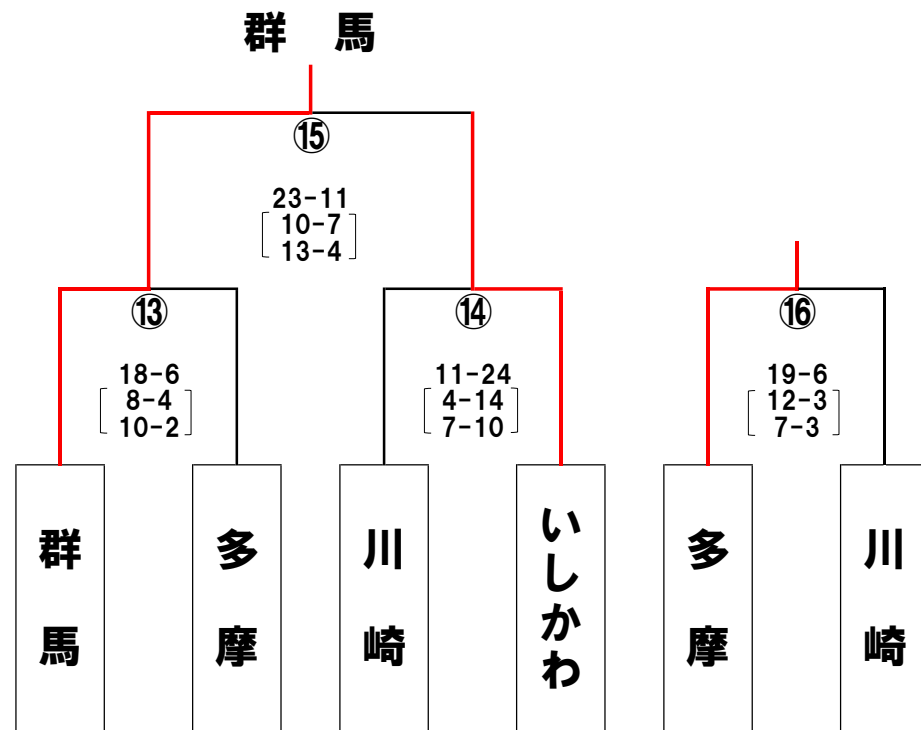 群馬
⑮
23-11
10-7
13-4
⑬
18-6
8-4
10-2
⑭
11-24
4-14
7-10
⑯
19-6
12-3
7-3
群馬
多摩
川崎
いしかわ
多摩
川崎